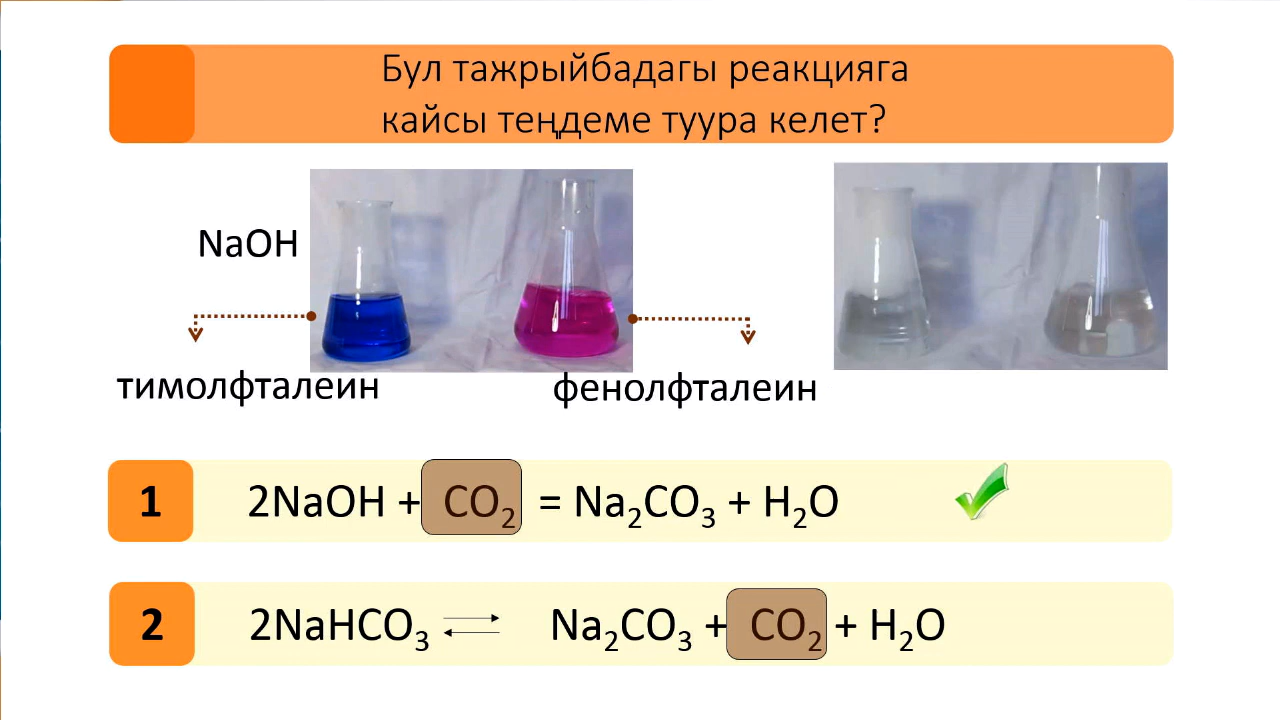 Бул тажрыйбадагы реакцияга
кайсы теңдеме туура келет?
NaOH
тимолфталеин
фенолфталеин
1 2NaOH + CO₂ = Na₂CO₃ + H₂O
2 2NaHCO₃ ⇄ Na₂CO₃ + CO₂ + H₂O